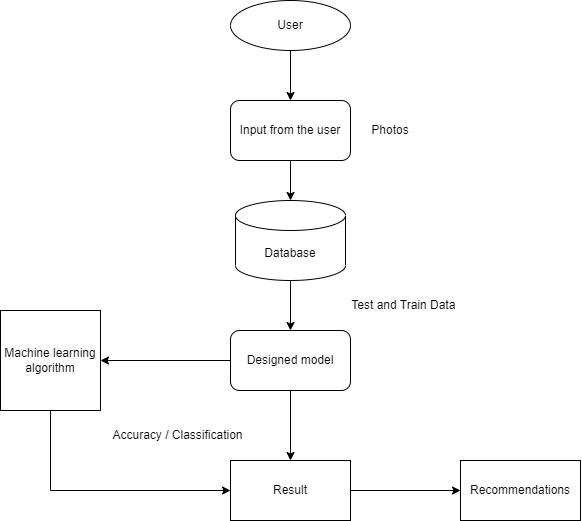 User
Input from the user
Photos
Database
Test and Train Data
Machine learning
algorithm
Designed model
Accuracy / Classification
Result
Recommendations